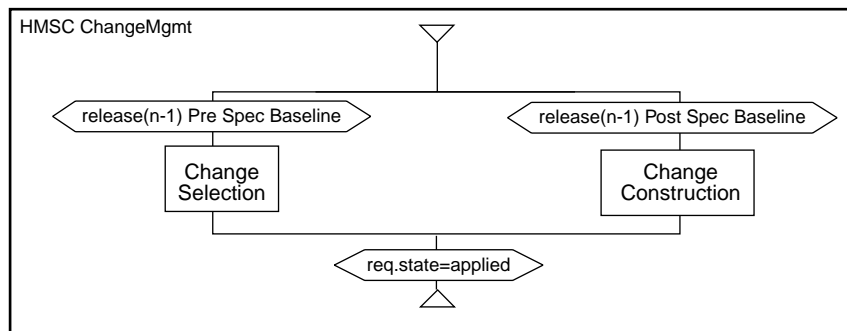 HMSC ChangeMgmt
release(n-1) Pre Spec Baseline
release(n-1) Post Spec Baseline
Change
Selection
Change
Construction
req.state=applied